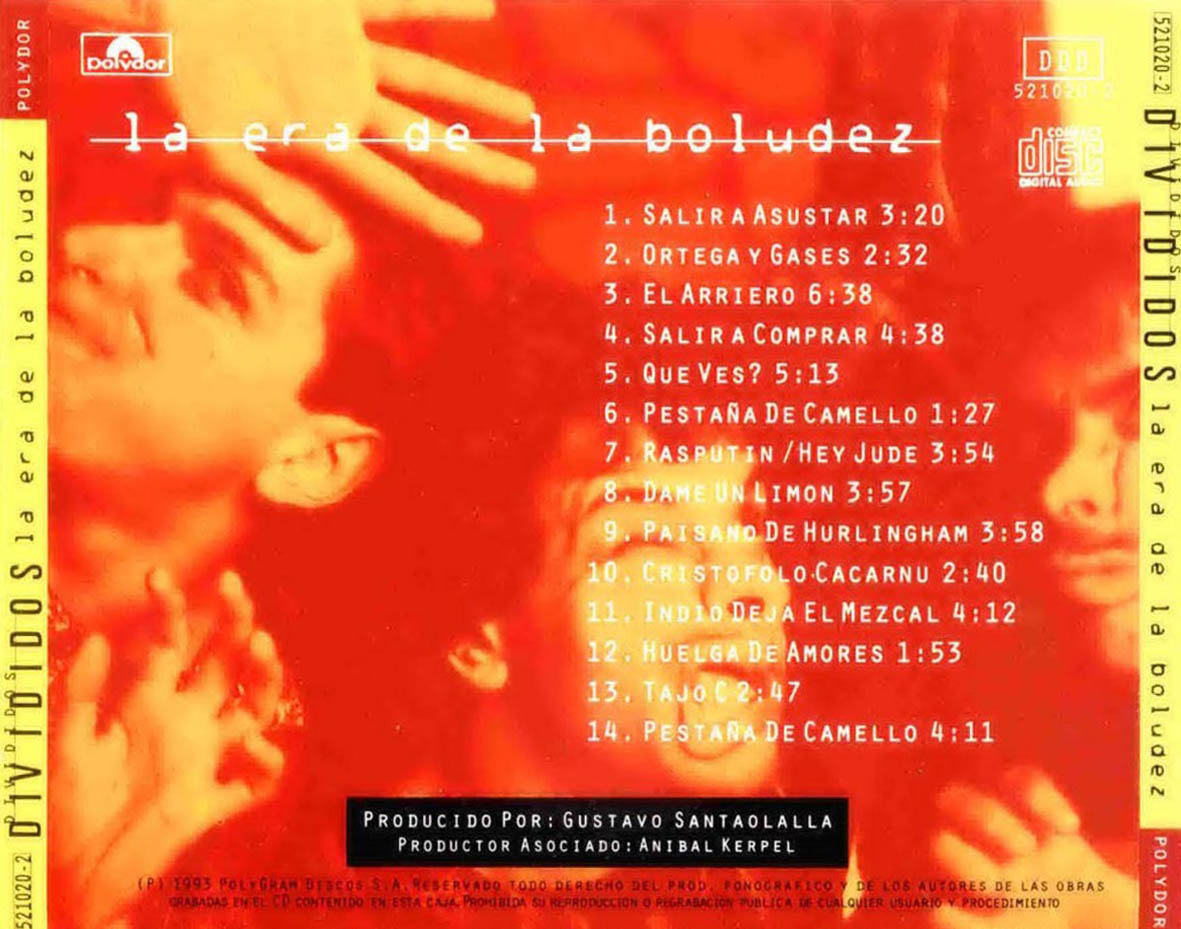 POLYDOR
DIVIDIDOS la era de la boludez
DIVIDIDOS
521020-2
Polydor
la era de la boludez
DDD
521020-2
COMPACT
disc
DIGITAL AUDIO
1. SALIR A ASUSTAR 3:20
2. ORTEGA Y GASES 2:32
3. EL ARRIERO 6:38
4. SALIR A COMPRAR 4:38
5. QUE VES? 5:13
6. PESTAÑA DE CAMELLO 1:27
7. RASPUTIN / HEY JUDE 3:54
8. DAME UN LIMON 3:57
9. PAISANO DE HURLINGHAM 3:58
10. CRISTOFOLO CACARNU 2:40
11. INDIO DEJA EL MEZCAL 4:12
12. HUELGA DE AMORES 1:53
13. TAJO C 2:47
14. PESTAÑA DE CAMELLO 4:11
PRODUCIDO POR: GUSTAVO SANTAOLALLA
PRODUCTOR ASOCIADO: ANIBAL KERPEL
(P) 1993 POLYGRAM DISCOS S.A. RESERVADO TODO DERECHO DEL PROD. FONOGRAFICO Y DE LOS AUTORES DE LAS OBRAS
GRABADAS EN EL CD CONTENIDO EN ESTA CAJA. PROHIBIDA SU REPRODUCCION O REGRABACION PUBLICA DE CUALQUIER USUARIO Y PROCEDIMIENTO
521020-2
DIVIDIDOS la era de la boludez
DIVIDIDOS
POLYDOR